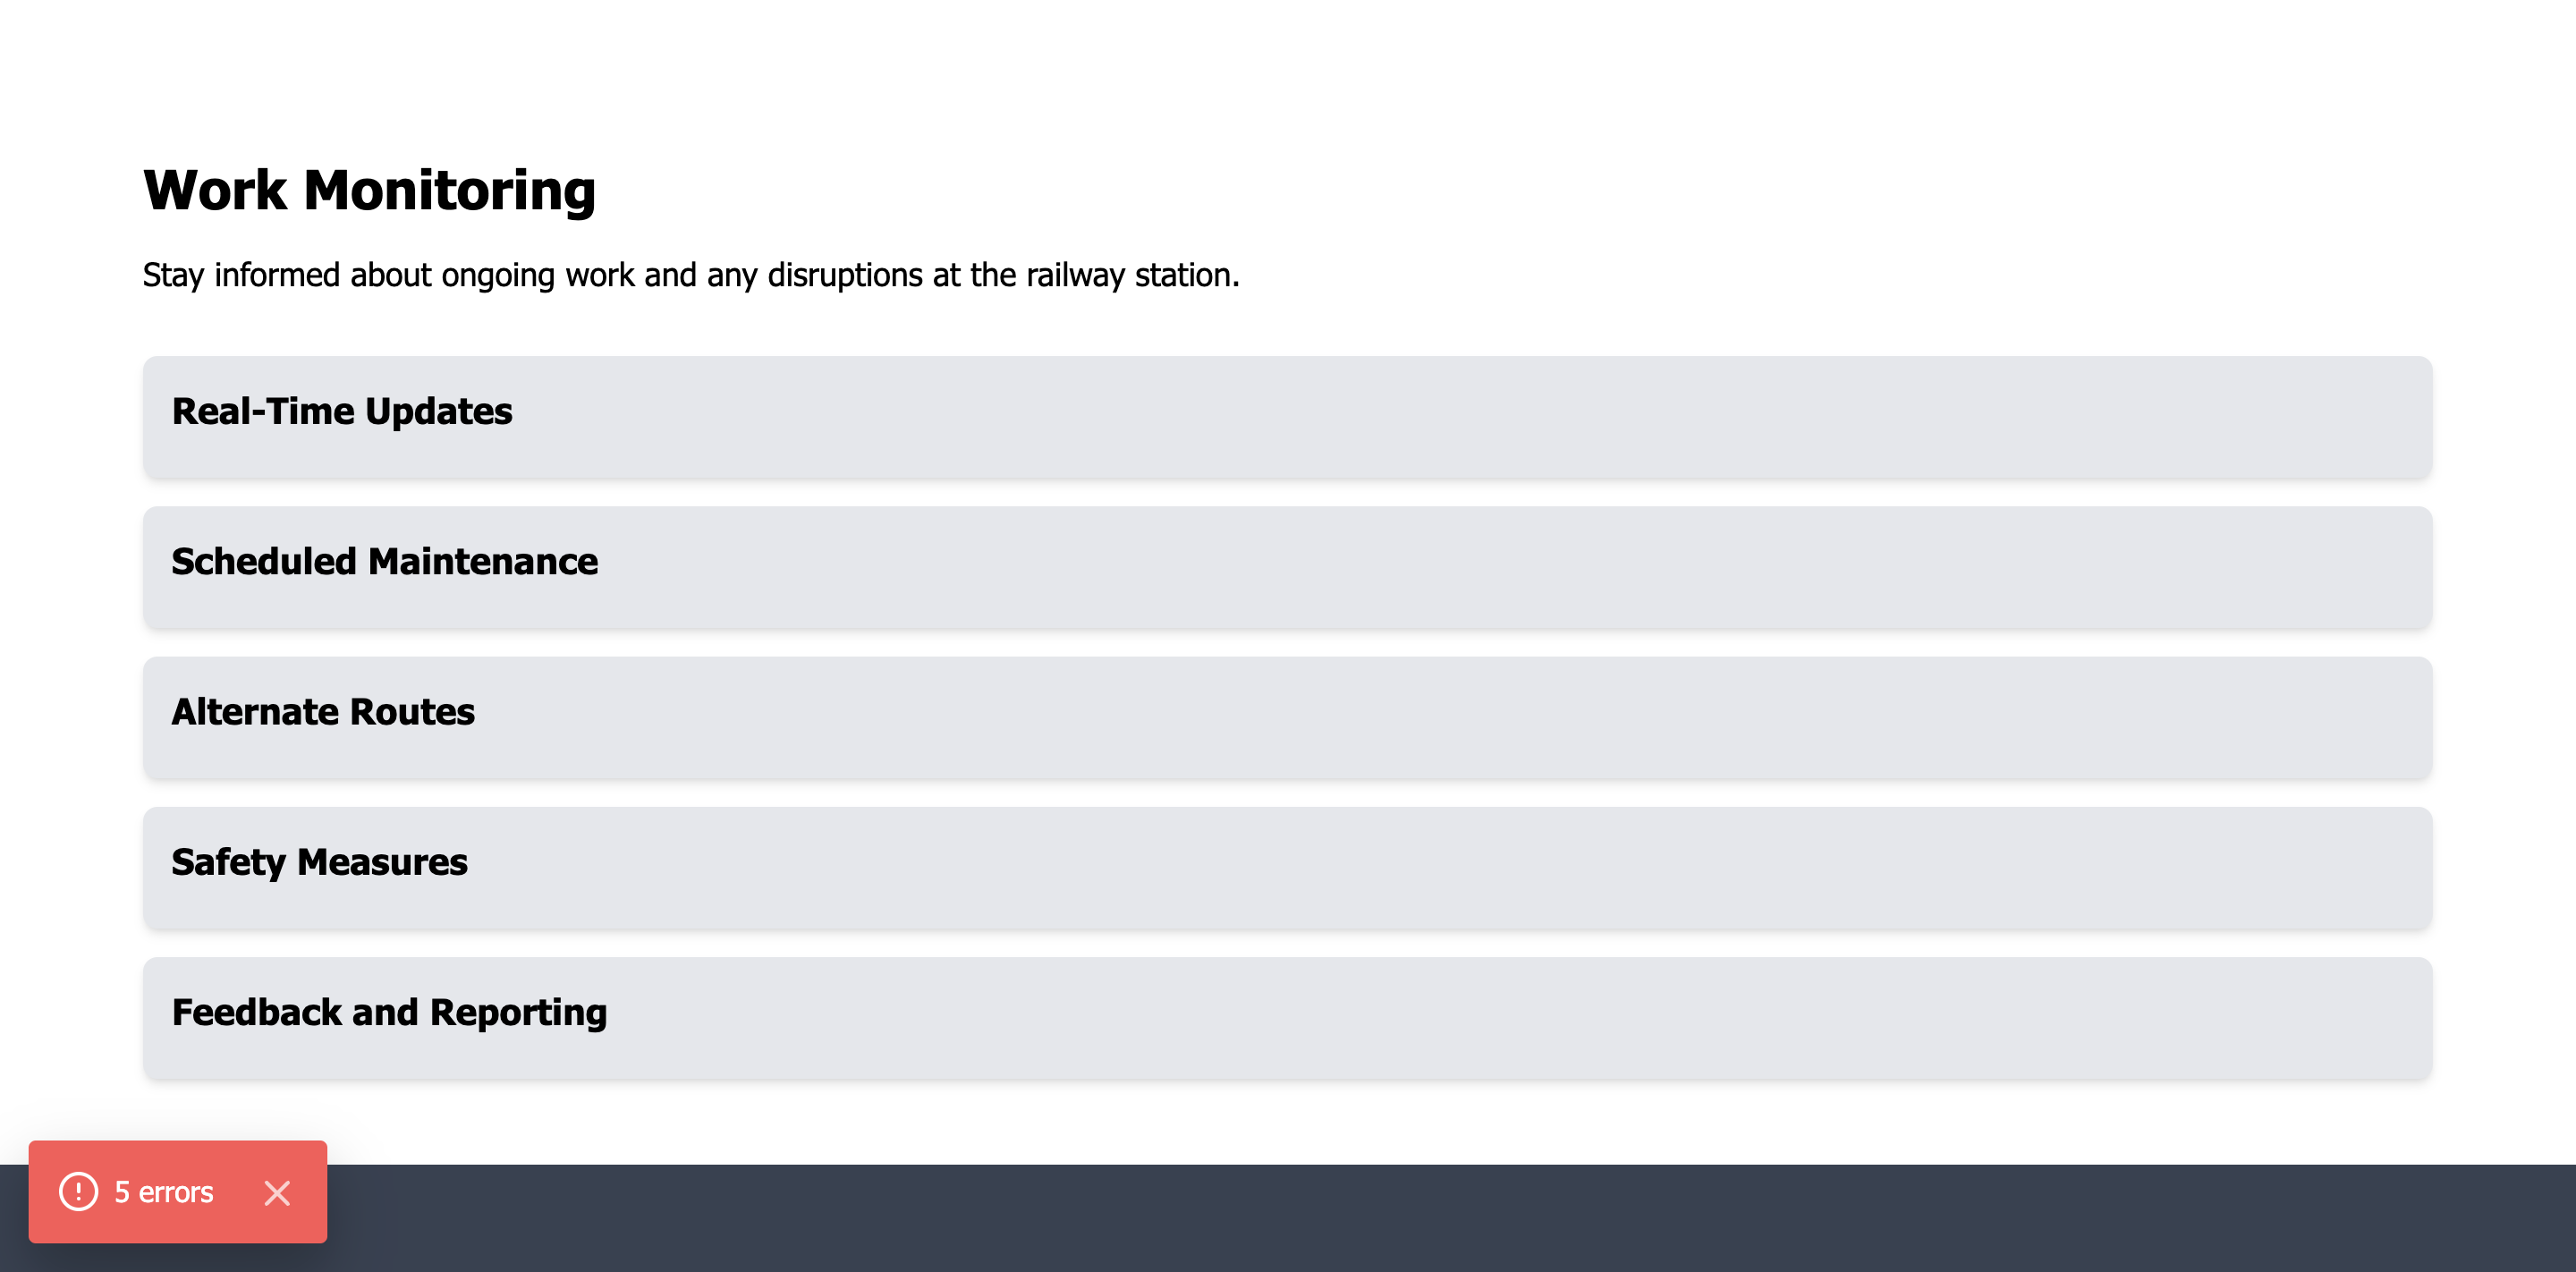 Work Monitoring
Stay informed about ongoing work and any disruptions at the railway station.
Real-Time Updates
Scheduled Maintenance
Alternate Routes
Safety Measures
Feedback and Reporting
5 errors